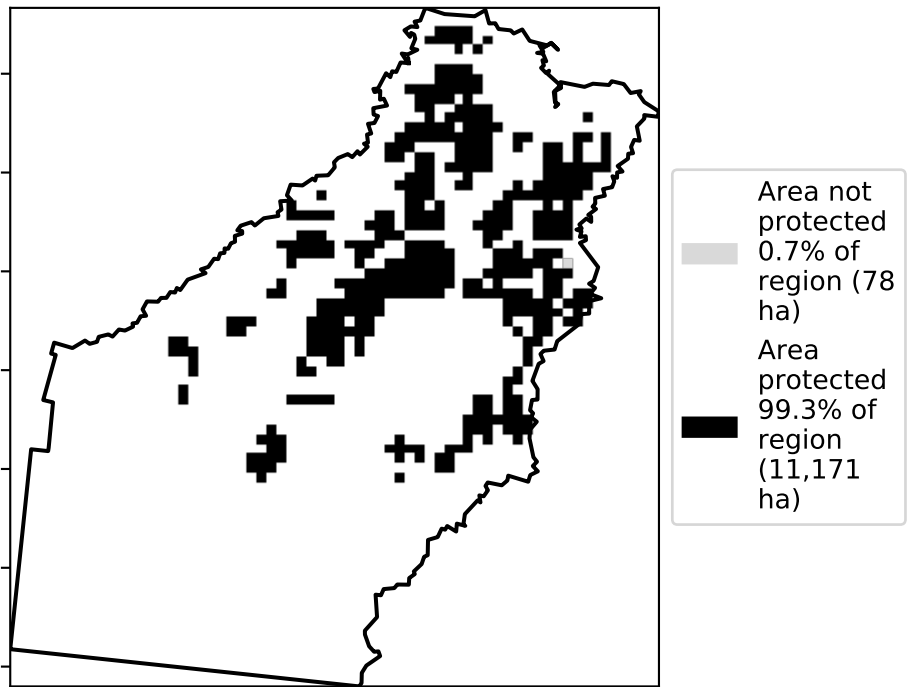 Area not
protected
0.7% of
region (78
ha)
Area
protected
99.3% of
region
(11,171
ha)